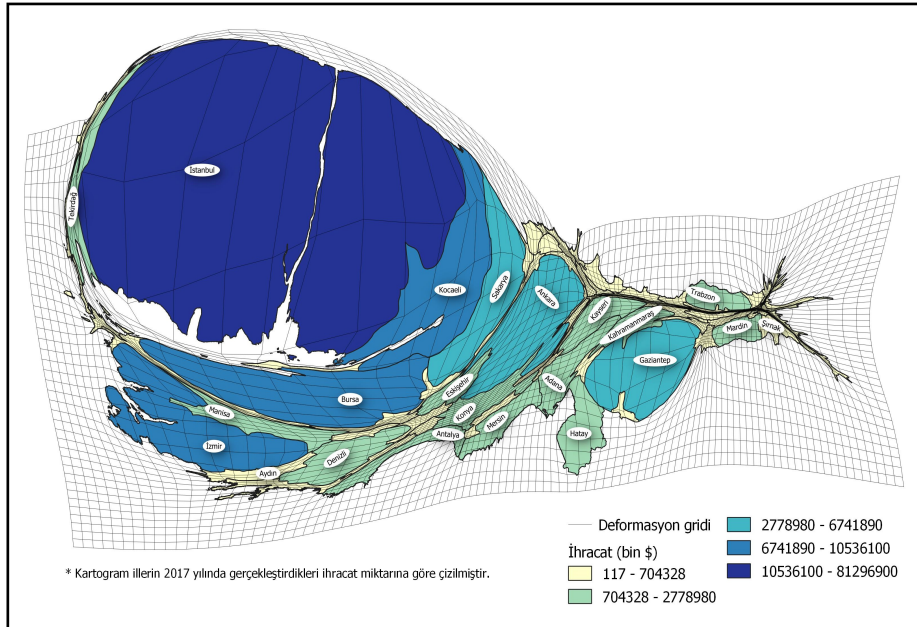 İstanbul
Tekirdağ
Kocaeli
Sakarya
Ankara
Kayseri
Trabzon
Kahramanmaraş
Mardin
Şırnak
Gaziantep
Bursa
Eskişehir
Adana
Manisa
Konya
Mersin
Antalya
Hatay
İzmir
Denizli
Aydın
Deformasyon gridi
İhracat (bin $)
117 - 704328
704328 - 2778980
2778980 - 6741890
6741890 - 10536100
10536100 - 81296900
* Kartogram illerin 2017 yılında gerçekleştirdikleri ihracat miktarına göre çizilmiştir.